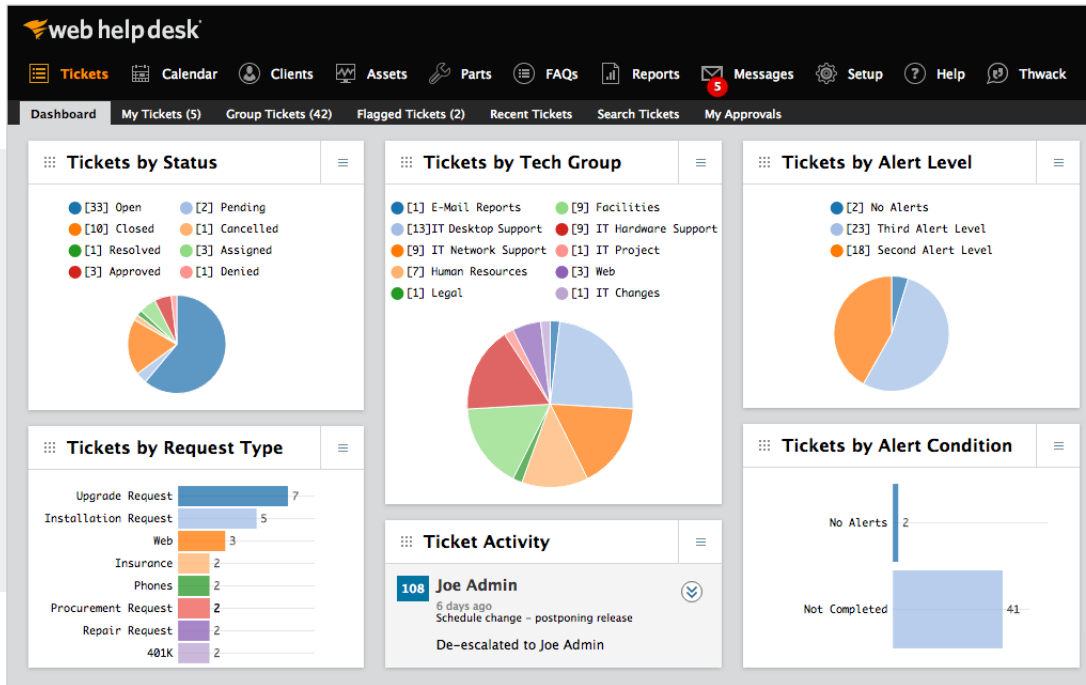 web help desk
Tickets Calendar Clients Assets Parts FAQs Reports Messages Setup Help Thwack
5
Dashboard My Tickets (5) Group Tickets (42) Flagged Tickets (2) Recent Tickets Search Tickets My Approvals
Tickets by Status
[33] Open [2] Pending
[10] Closed [1] Cancelled
[1] Resolved [3] Assigned
[3] Approved [1] Denied
Tickets by Tech Group
[1] E-Mail Reports [9] Facilities
[13]IT Desktop Support [9] IT Hardware Support
[9] IT Network Support [1] IT Project
[7] Human Resources [3] Web
[1] Legal [1] IT Changes
Tickets by Alert Level
[2] No Alerts
[23] Third Alert Level
[18] Second Alert Level
Tickets by Request Type
Upgrade Request 7
Installation Request 5
Web 3
Insurance 2
Phones 2
Procurement Request 2
Repair Request 2
401K 2
Ticket Activity
108 Joe Admin
6 days ago
Schedule change - postponing release
De-escalated to Joe Admin
Tickets by Alert Condition
No Alerts 2
Not Completed 41